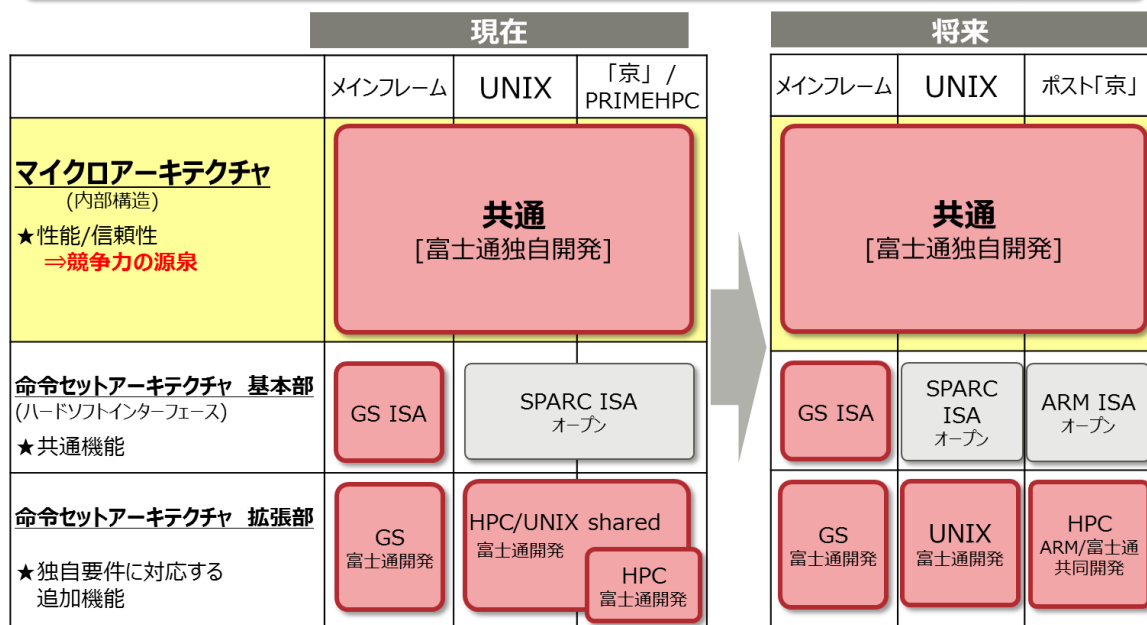 現在
将来
メインフレーム
UNIX
「京」 /
PRIMEHPC
メインフレーム
UNIX
ポスト「京」
マイクロアーキテクチャ
(内部構造)
★性能/信頼性
⇒競争力の源泉
共通
[富士通独自開発]
共通
[富士通独自開発]
命令セットアーキテクチャ 基本部
(ハードソフトインターフェース)
★共通機能
GS ISA
SPARC ISA
オープン
GS ISA
SPARC
ISA
オープン
ARM ISA
オープン
命令セットアーキテクチャ 拡張部
★独自要件に対応する
追加機能
GS
富士通開発
HPC/UNIX shared
富士通開発
HPC
富士通開発
GS
富士通開発
UNIX
富士通開発
HPC
ARM/富士通
共同開発